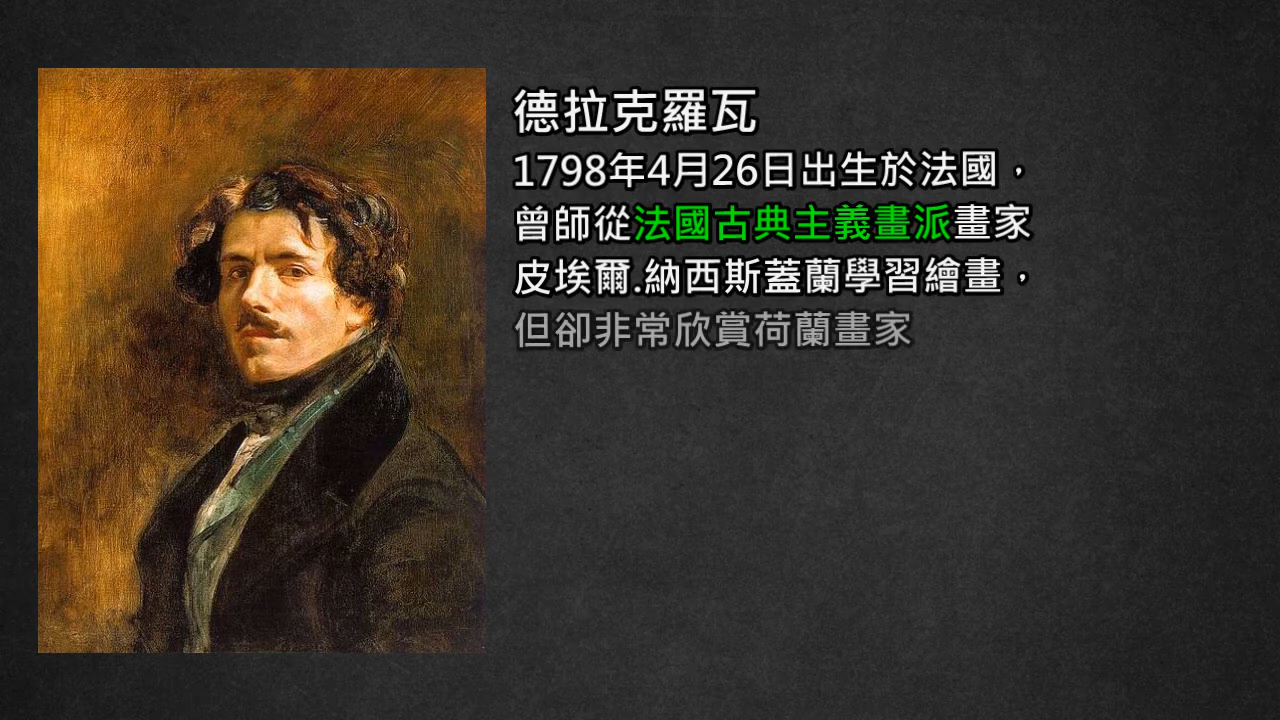 德拉克羅瓦
1798年4月26日出生於法國，
曾師從法國古典主義畫派畫家
皮埃爾.納西斯蓋蘭學習繪畫，
但卻非常欣賞荷蘭畫家